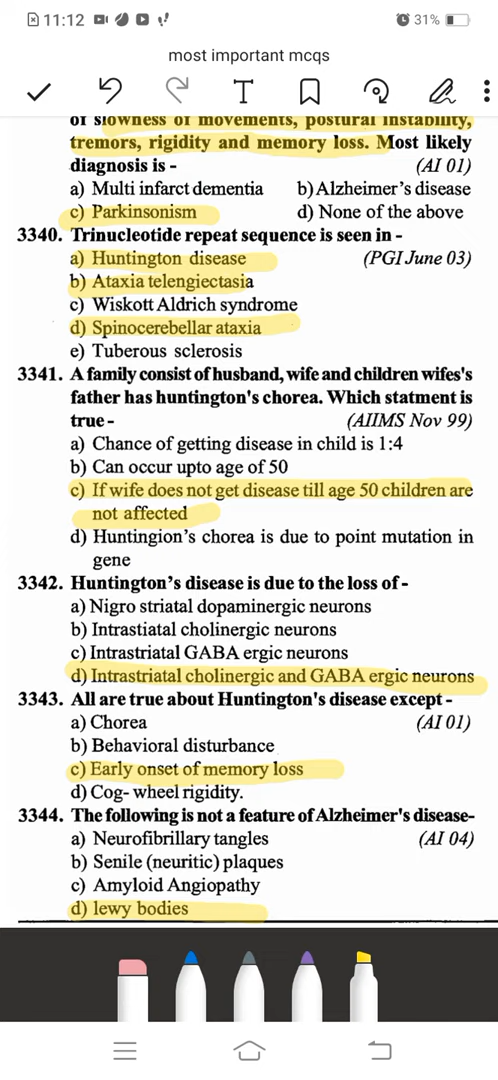 11:12
31%
most important mcqs
T
of slowness of movements, postural instability,
tremors, rigidity and memory loss. Most likely
diagnosis is - (AI 01)
a) Multi infarct dementia b) Alzheimer's disease
c) Parkinsonism d) None of the above
3340. Trinucleotide repeat sequence is seen in -
a) Huntington disease (PGI June 03)
b) Ataxia telengiectasia
c) Wiskott Aldrich syndrome
d) Spinocerebellar ataxia
e) Tuberous sclerosis
3341. A family consist of husband, wife and children wifes's
father has huntington's chorea. Which statment is
true - (AIIMS Nov 99)
a) Chance of getting disease in child is 1:4
b) Can occur upto age of 50
c) If wife does not get disease till age 50 children are
not affected
d) Huntingion's chorea is due to point mutation in
gene
3342. Huntington's disease is due to the loss of -
a) Nigro striatal dopaminergic neurons
b) Intrastiatal cholinergic neurons
c) Intrastriatal GABA ergic neurons
d) Intrastriatal cholinergic and GABA ergic neurons
3343. All are true about Huntington's disease except -
a) Chorea (AI 01)
b) Behavioral disturbance
c) Early onset of memory loss
d) Cog- wheel rigidity.
3344. The following is not a feature of Alzheimer's disease-
a) Neurofibrillary tangles (AI 04)
b) Senile (neuritic) plaques
c) Amyloid Angiopathy
d) lewy bodies